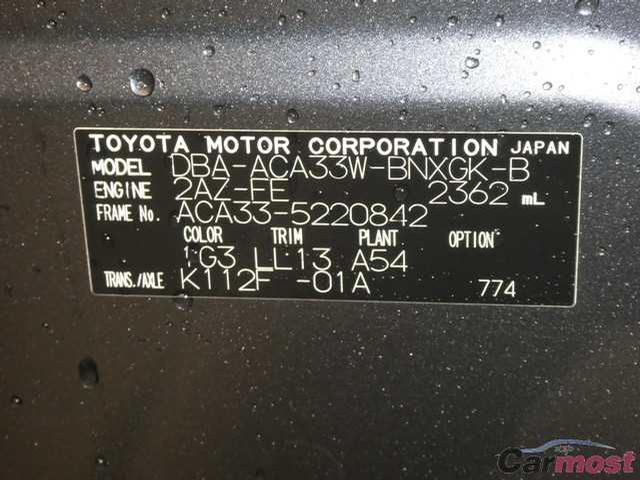 TOYOTA MOTOR CORPORATION JAPAN
MODEL DBA-ACA33W-BNXGK-B
ENGINE 2AZ-FE 2362 mL
FRAME No. ACA33-5220842
COLOR TRIM PLANT OPTION
1G3 LL13 A54
TRANS./AXLE K112F -01A 774
Carmost